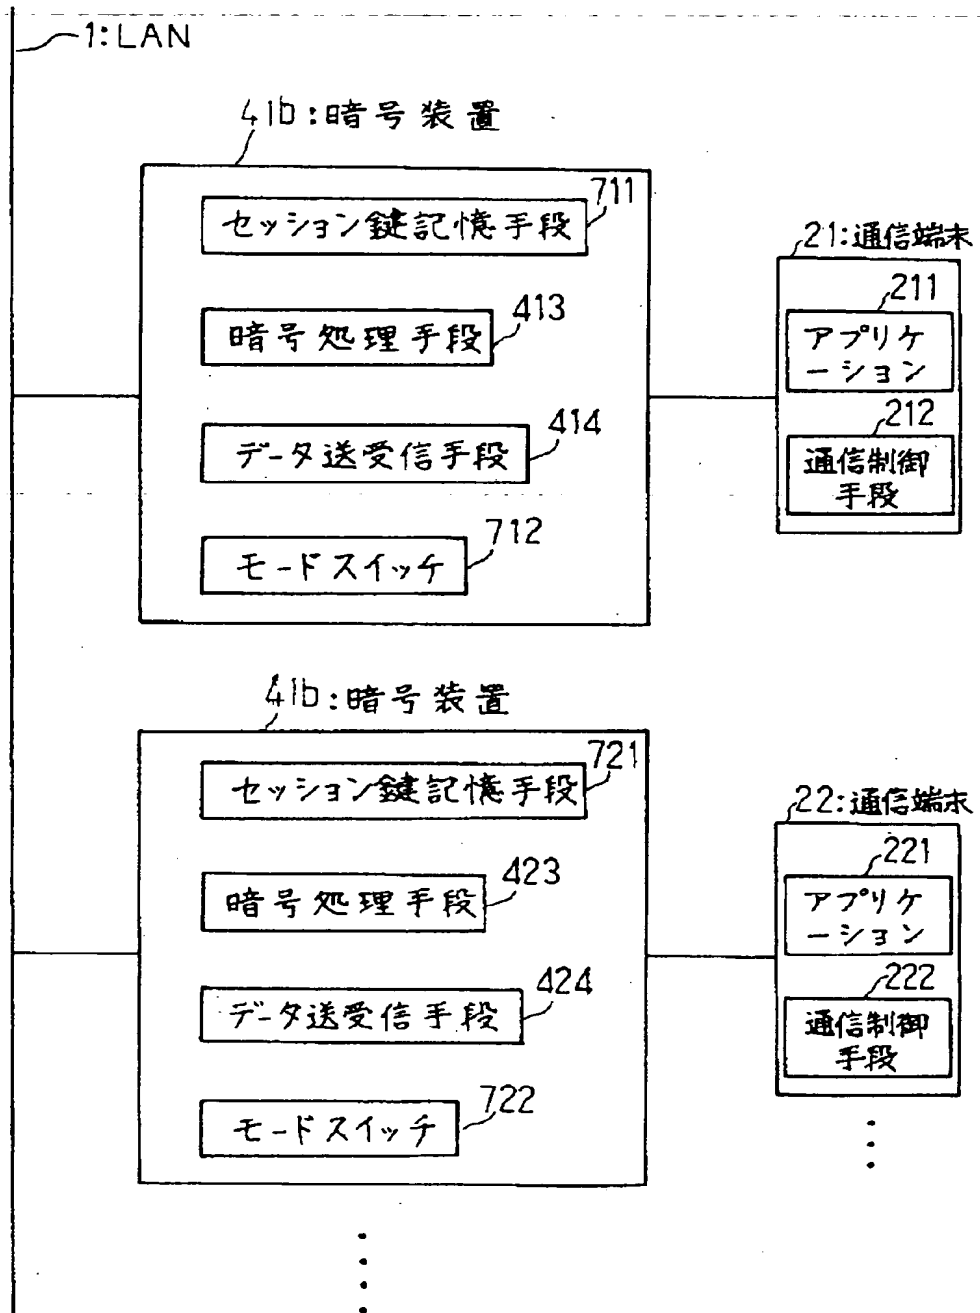 1:LAN
41b:暗号装置
711
セッション鍵記憶手段
413
暗号処理手段
414
データ送受信手段
712
モードスイッチ
21:通信端末
211
アプリケ
ーション
212
通信制御
手段
41b:暗号装置
721
セッション鍵記憶手段
423
暗号処理手段
424
データ送受信手段
722
モードスイッチ
22:通信端末
221
アプリケ
ーション
222
通信制御
手段